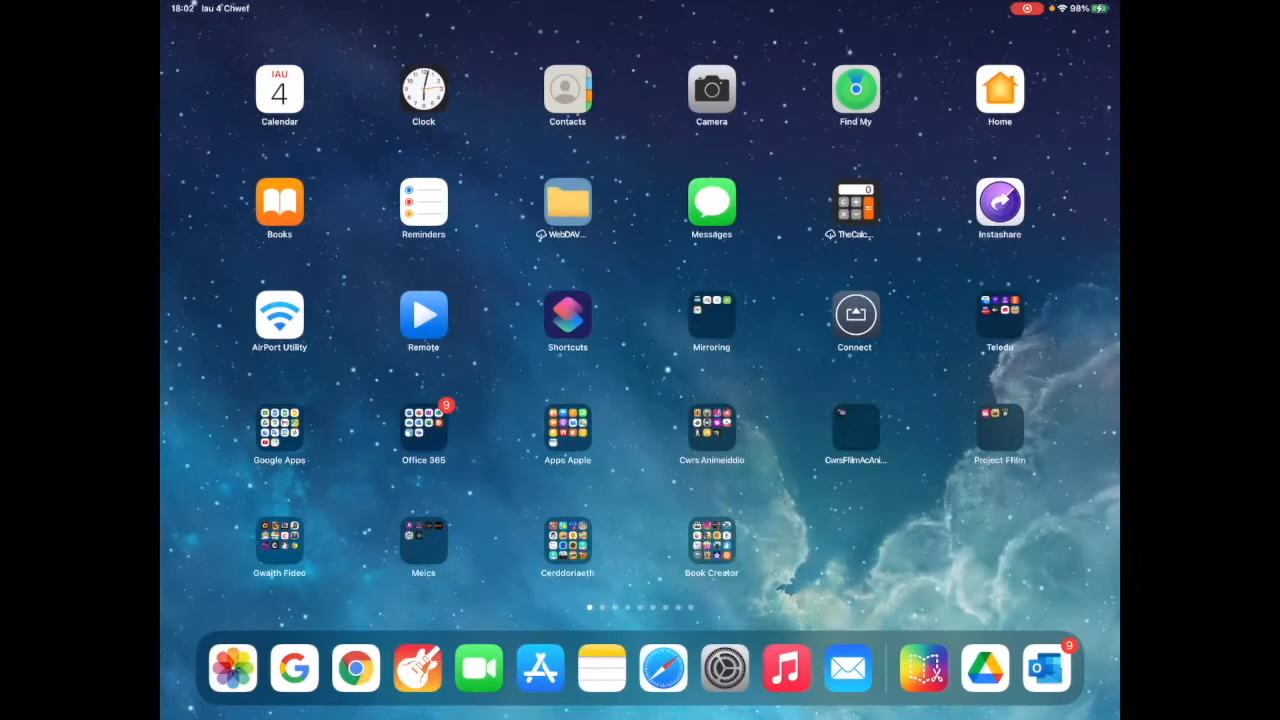 18:02 Iau 4 Chwef
98%
IAU
4
Calendar
Clock
Contacts
Camera
Find My
Home
Books
Reminders
WebDAV...
Messages
0
TheCalc...
Instashare
AirPort Utility
Remote
Shortcuts
Mirroring
Connect
Teledu
9
Google Apps
Office 365
Apps Apple
Cwrs Animeiddio
CwrsFfilmAcAni...
Project Ffilm
Gwaith Fideo
Meics
Cerddoriaeth
Book Creator
9